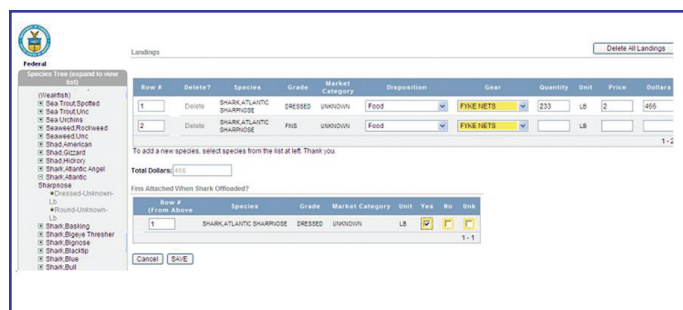 Federal
Species Tree (expand to view
list)
(Weakfish)
Sea Trout,Spotted
Sea Trout,Unc
Sea Urchins
Seaweed,Rockweed
Seaweed,Unc
Shad,American
Shad,Gizzard
Shad,Hickory
Shark,Atlantic Angel
Shark,Atlantic
Sharpnose
Dressed-Unknown-
Lb
Round-Unknown-
Lb
Shark,Basking
Shark,Bigeye Thresher
Shark,Bignose
Shark,Blacktip
Shark,Blue
Shark,Bull
Landings
Delete All Landings
Row # Delete? Species Grade Market Category Disposition Gear Quantity Unit Price Dollars
1 Delete SHARK,ATLANTIC SHARPNOSE DRESSED UNKNOWN Food FYKE NETS 233 LB 2 466
2 Delete SHARK,ATLANTIC SHARPNOSE FINS UNKNOWN Food FYKE NETS LB
1-2
To add a new species, select species from the list at left. Thank you.
Total Dollars: 466
Fins Attached When Shark Offloaded?
Row # (From Above Species Grade Market Category Unit Yes No Unk
1 SHARK,ATLANTIC SHARPNOSE DRESSED UNKNOWN LB
1 - 1
Cancel SAVE